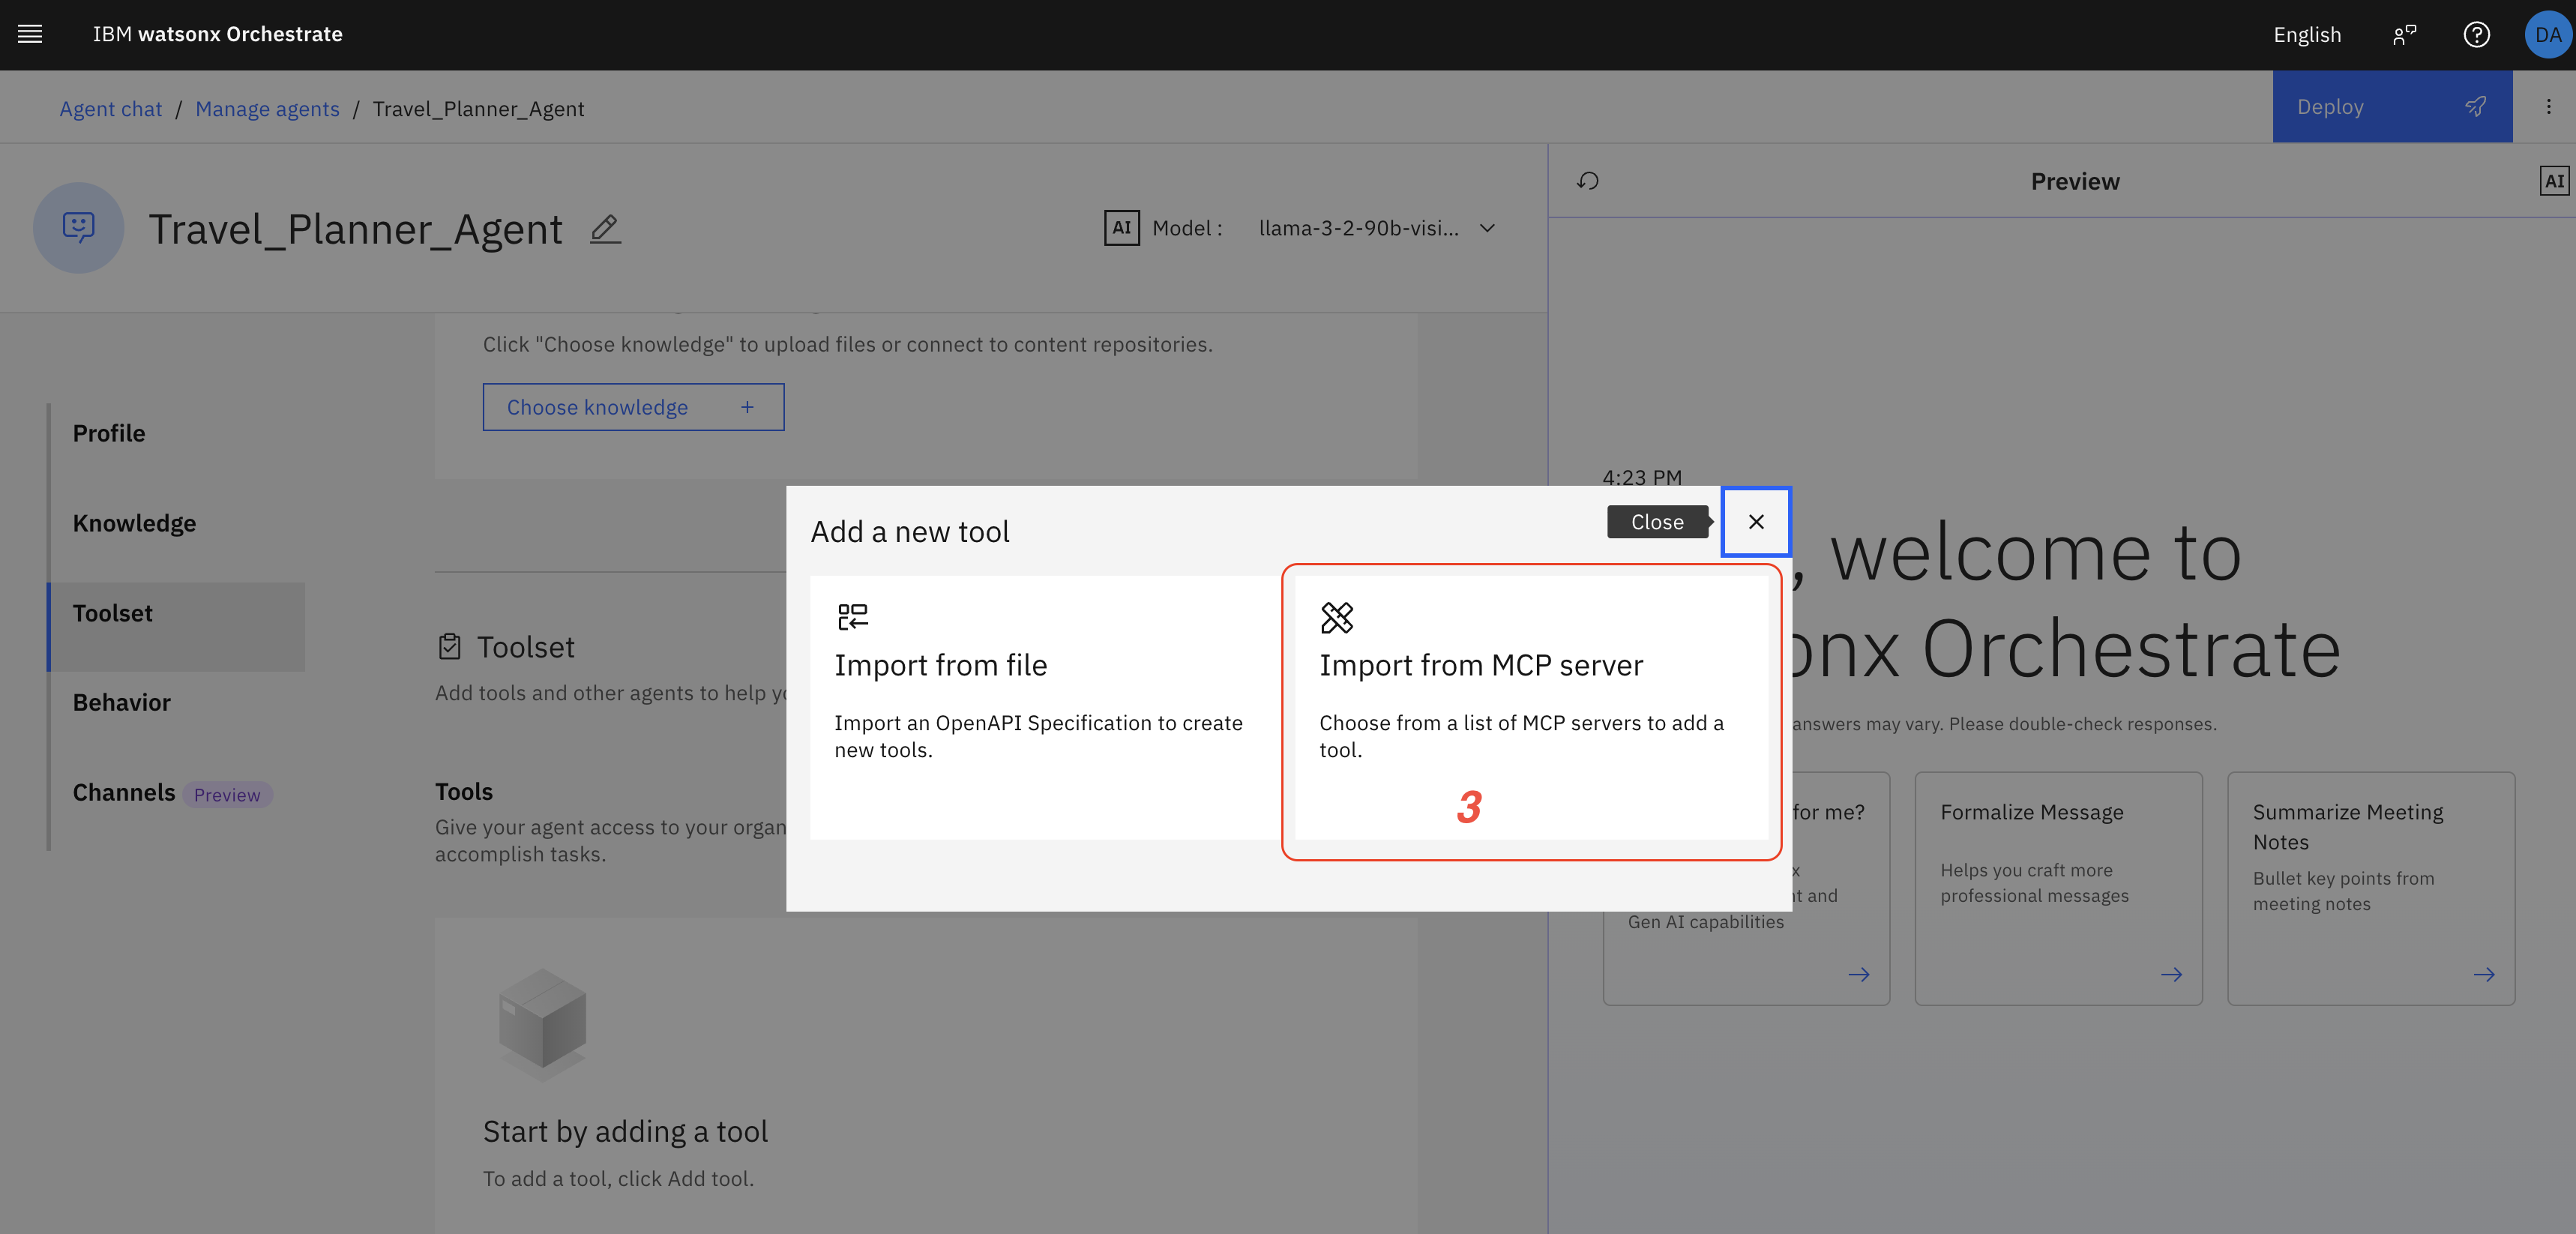 IBM watsonx Orchestrate
English
?
DA
Agent chat / Manage agents / Travel_Planner_Agent
Deploy
Travel_Planner_Agent
AI Model : llama-3-2-90b-visi...
Preview
AI
Click "Choose knowledge" to upload files or connect to content repositories.
Choose knowledge +
Profile
Knowledge
Toolset
Behavior
Channels Preview
Toolset
Add tools and other agents to help
Tools
Give your agent access to your
accomplish tasks.
Start by adding a tool
To add a tool, click Add tool.
Add a new tool
Close
Import from file
Import an OpenAPI Specification to create
new tools.
Import from MCP server
Choose from a list of MCP servers to add a
tool.
3
4:23 PM
, welcome to
onx Orchestrate
answers may vary. Please double-check responses.
for me?
x
and
Gen AI capabilities
Formalize Message
Helps you craft more
professional messages
Summarize Meeting
Notes
Bullet key points from
meeting notes